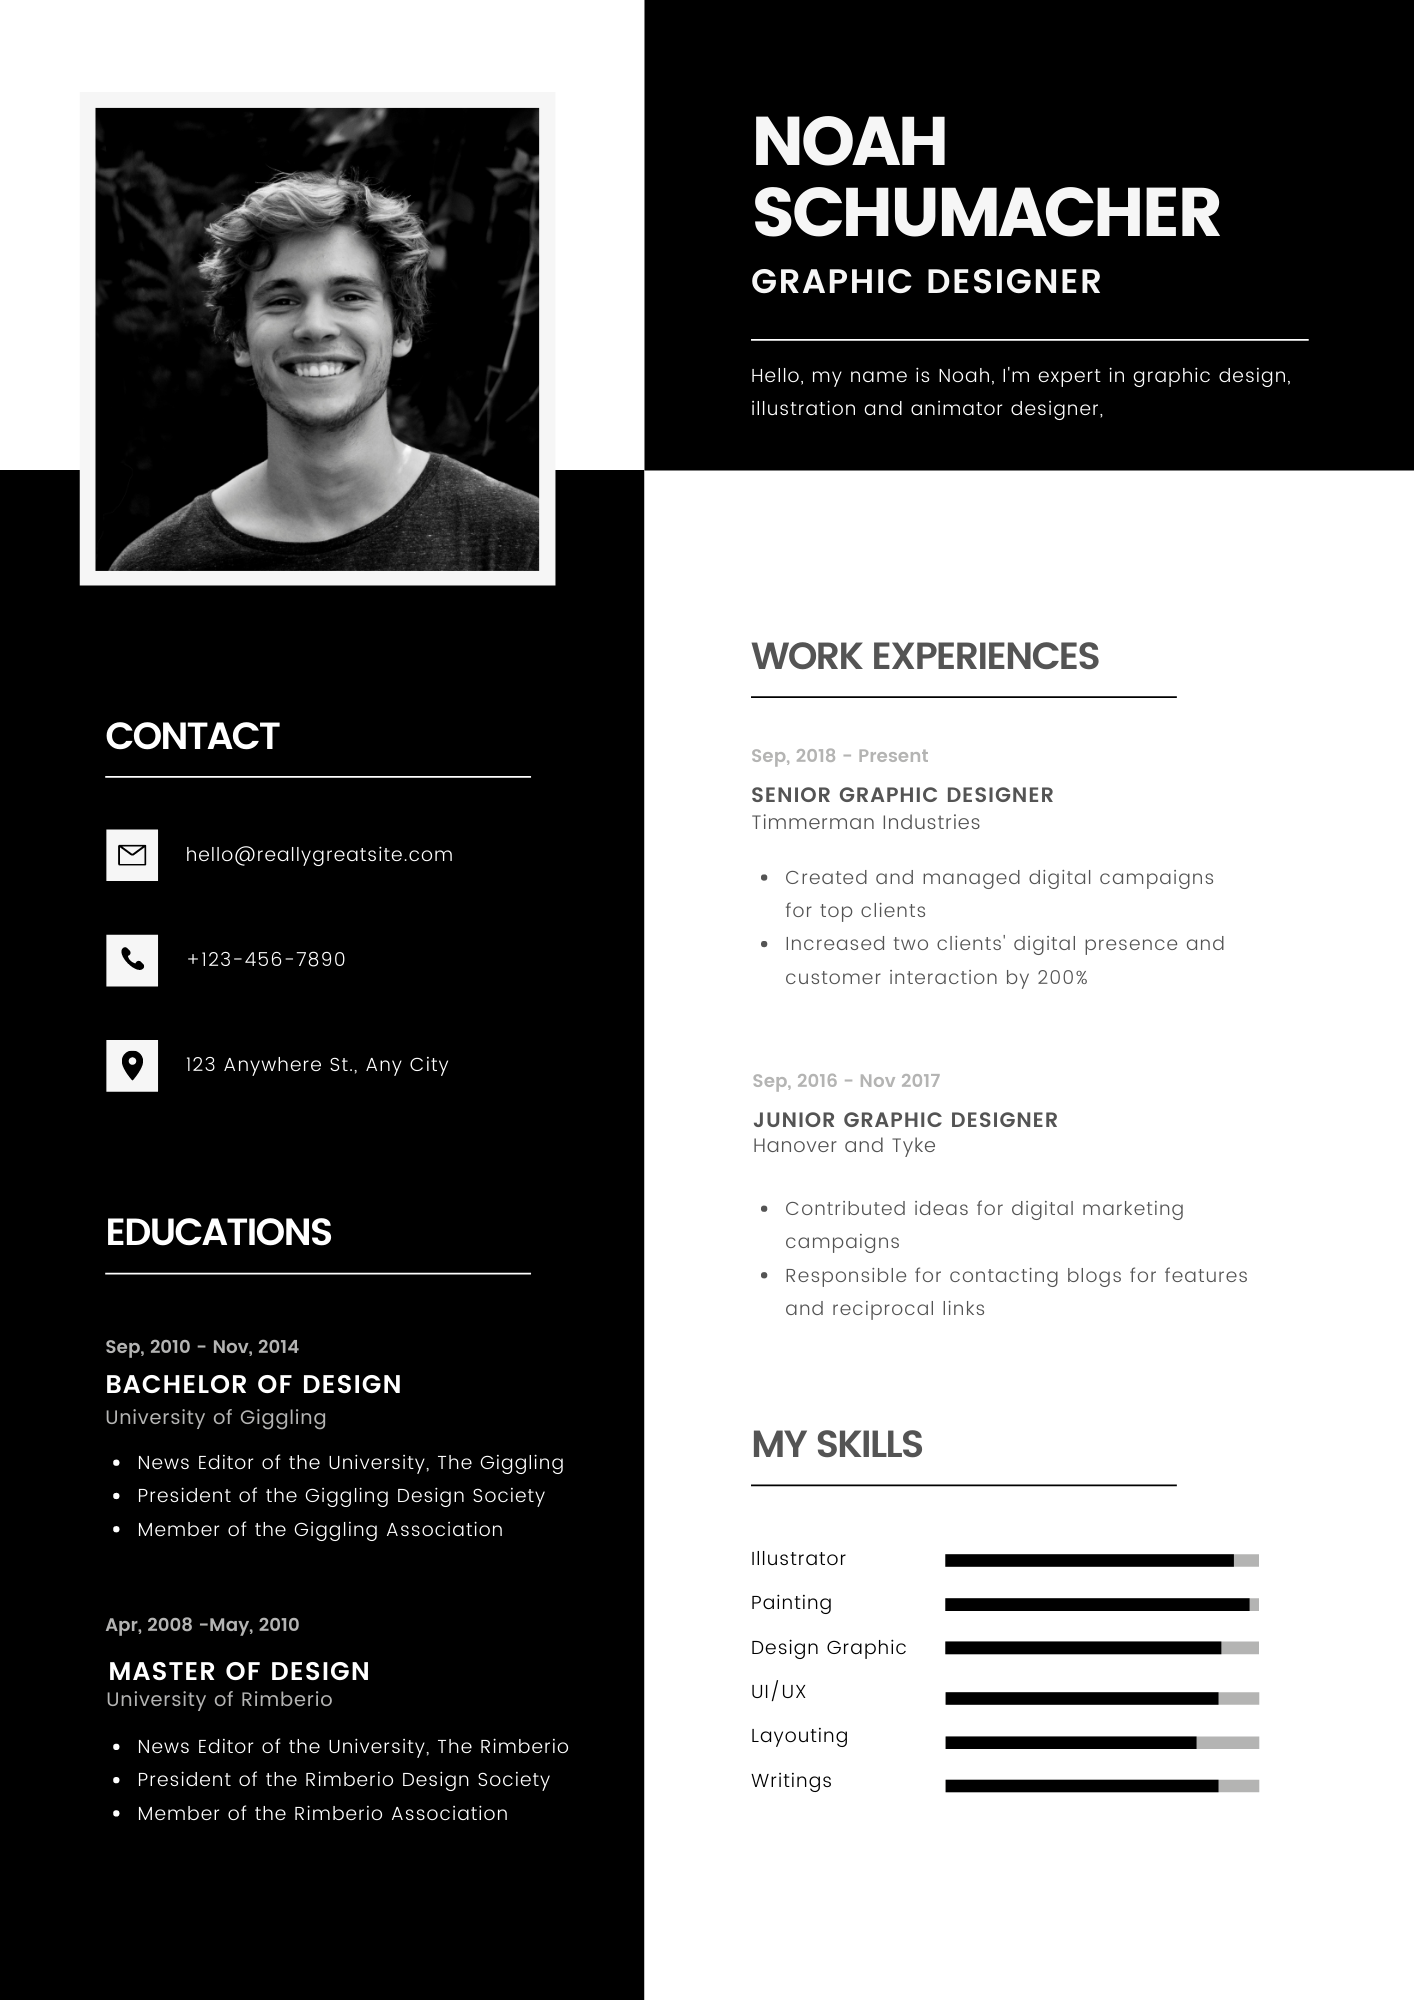 NOAH
SCHUMACHER
GRAPHIC DESIGNER
Hello, my name is Noah, I'm expert in graphic design,
illustration and animator designer,
CONTACT
hello@reallygreatsite.com
+123-456-7890
123 Anywhere St., Any City
EDUCATIONS
Sep, 2010 - Nov, 2014
BACHELOR OF DESIGN
University of Giggling
• News Editor of the University, The Giggling
• President of the Giggling Design Society
• Member of the Giggling Association
Apr, 2008 -May, 2010
MASTER OF DESIGN
University of Rimberio
• News Editor of the University, The Rimberio
• President of the Rimberio Design Society
• Member of the Rimberio Association
WORK EXPERIENCES
Sep, 2018 - Present
SENIOR GRAPHIC DESIGNER
Timmerman Industries
• Created and managed digital campaigns
for top clients
• Increased two clients' digital presence and
customer interaction by 200%
Sep, 2016 - Nov 2017
JUNIOR GRAPHIC DESIGNER
Hanover and Tyke
• Contributed ideas for digital marketing
campaigns
• Responsible for contacting blogs for features
and reciprocal links
MY SKILLS
Illustrator
Painting
Design Graphic
UI/UX
Layouting
Writings